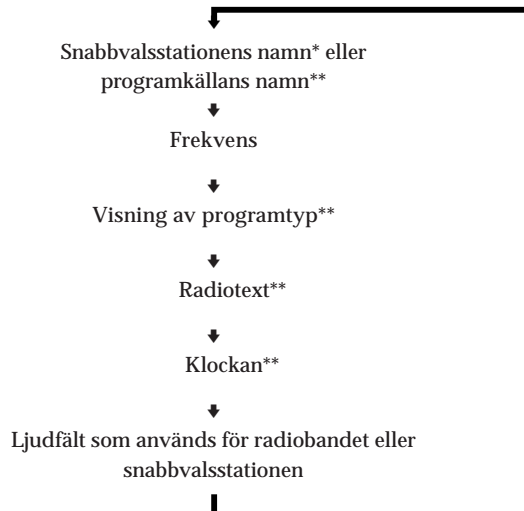 Snabbvalsstationens namn* eller
programkällans namn**
Frekvens
Visning av programtyp**
Radiotext**
Klockan**
Ljudfält som används för radiobandet eller
snabbvalsstationen